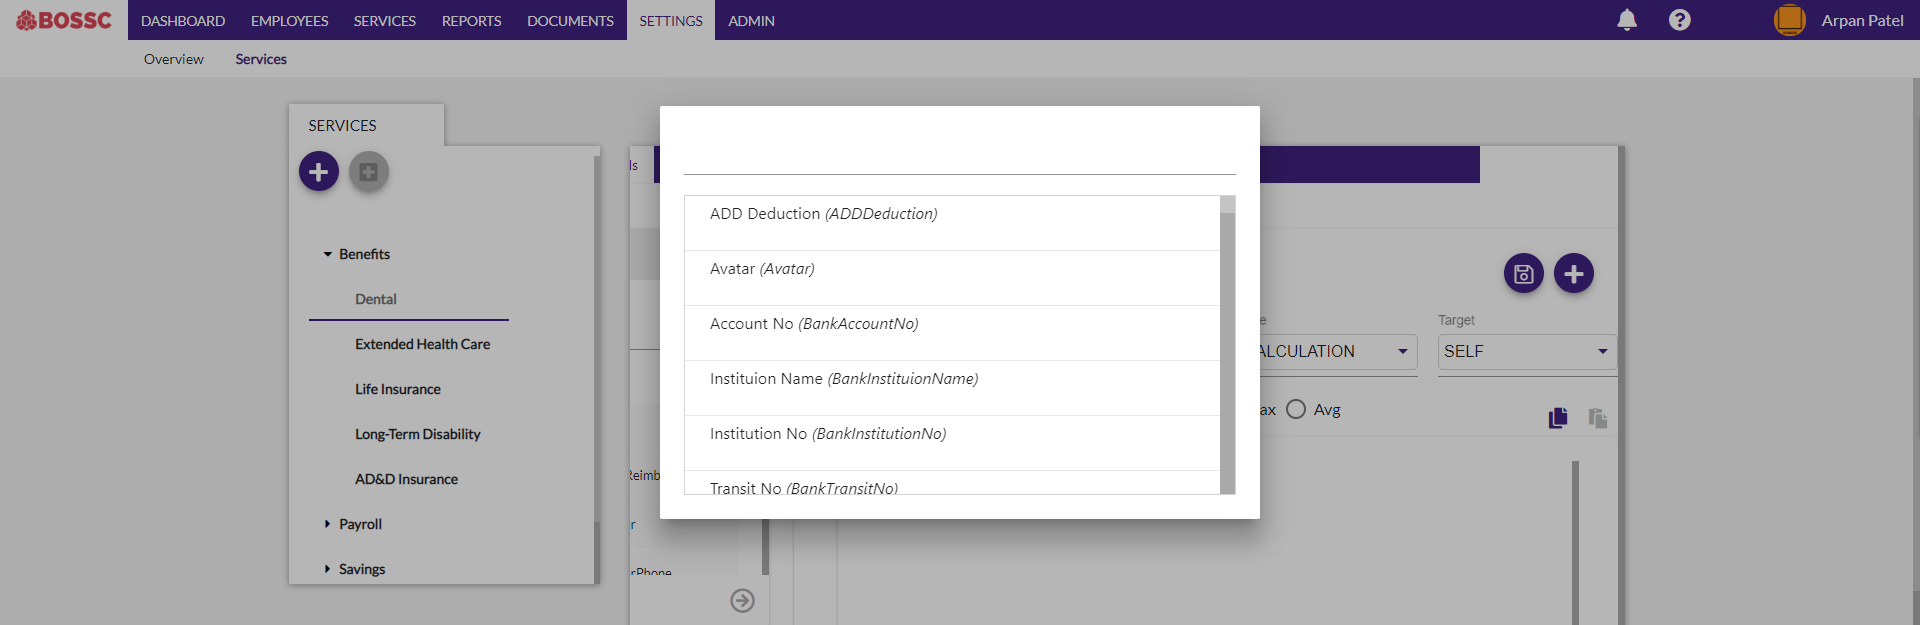 BOSSC DASHBOARD EMPLOYEES SERVICES REPORTS DOCUMENTS SETTINGS ADMIN ? Arpan Patel
Overview Services
SERVICES
ls
Benefits
Dental
Extended Health Care
Life Insurance
Long-Term Disability
AD&D Insurance
Payroll
Savings
ADD Deduction (ADDDeduction)
Avatar (Avatar)
Account No (BankAccountNo)
Instituion Name (BankInstituionName)
Institution No (BankInstitutionNo)
Transit No (BankTransitNo)
e Target
ALCULATION SELF
ax Avg
Reimb
r
rPhone